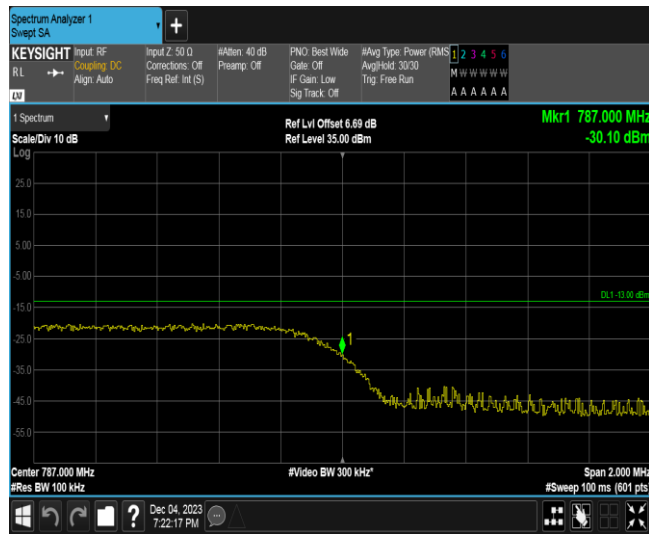 Spectrum Analyzer 1
Swept SA
+
KEYSIGHT
RL
LXI
Input: RF
Coupling: DC
Align: Auto
Input Z: 50 Ω
Corrections: Off
Freq Ref: Int (S)
#Atten: 40 dB
Preamp: Off
PNO: Best Wide
Gate: Off
IF Gain: Low
Sig Track: Off
#Avg Type: Power (RMS
Avg|Hold: 30/30
Trig: Free Run
1 2 3 4 5 6
M W W W W W
A A A A A A
1 Spectrum
Scale/Div 10 dB
Log
Ref Lvl Offset 6.69 dB
Ref Level 35.00 dBm
Mkr1 787.000 MHz
-30.10 dBm
25.0
15.0
5.00
-5.00
DL1 -13.00 dBm
-15.0
-25.0
1
-35.0
-45.0
-55.0
Center 787.000 MHz
#Video BW 300 kHz*
Span 2.000 MHz
#Res BW 100 kHz
#Sweep 100 ms (601 pts
?
Dec 04, 2023
7:22:17 PM